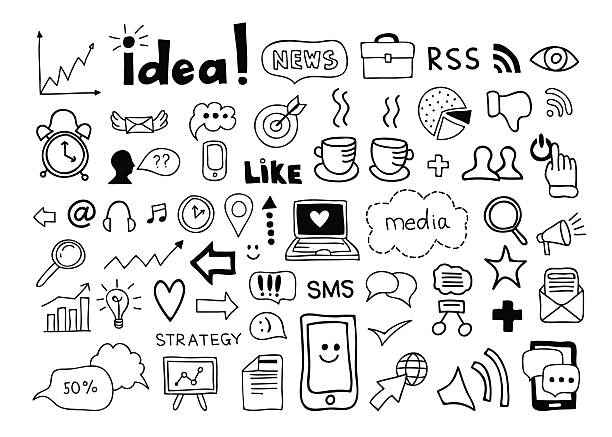 idea!
NEWS
RSS
??
LIKE
@
media
!!!
SMS
STRATEGY
50%